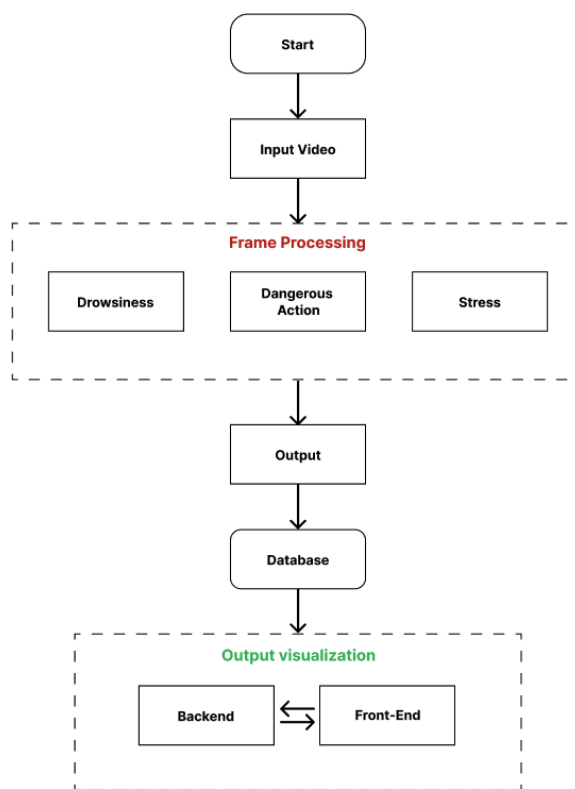 Start
Input Video
Frame Processing
Drowsiness
Dangerous
Action
Stress
Output
Database
Output visualization
Backend
Front-End